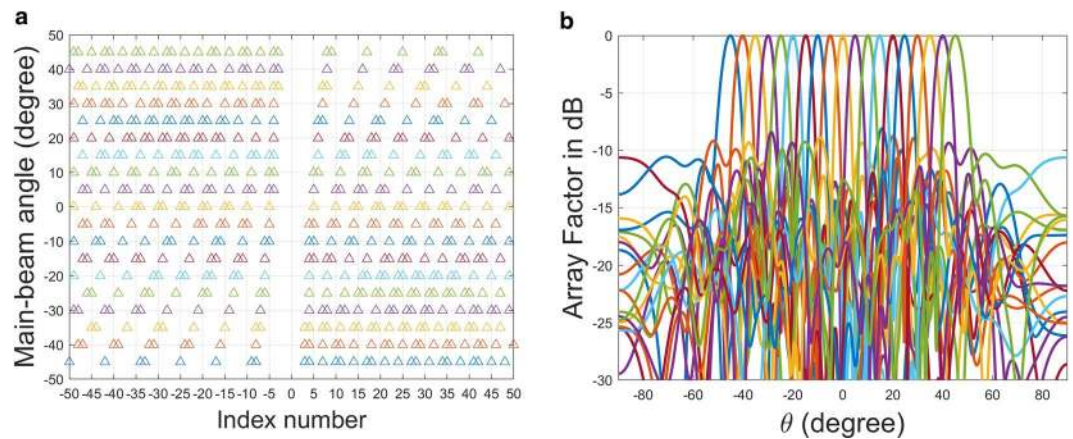 a
50
40
30
20
10
0
-10
-20
-30
-40
-50
Main-beam angle (degree)
-50 -45 -40 -35 -30 -25 -20 -15 -10 -5 0 5 10 15 20 25 30 35 40 45 50
Index number
b
0
-5
-10
-15
-20
-25
-30
Array Factor in dB
-80 -60 -40 -20 0 20 40 60 80
θ (degree)